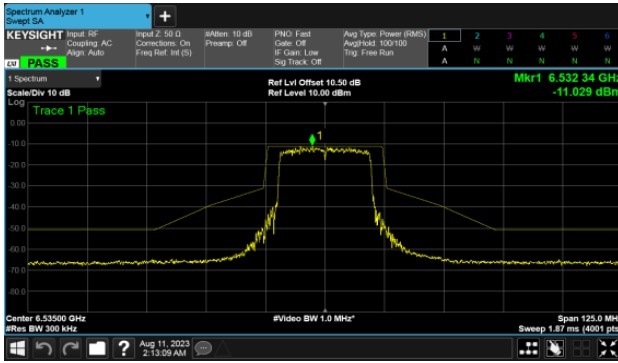 Spectrum Analyzer 1
Swept SA
+
KEYSIGHT Input: RF Input Z: 50 Ω #Atten: 10 dB PNO: Fast Avg Type: Power (RMS) 1 2 3 4 5 6
Coupling: AC Corrections: On Preamp: Off Gate: Off Avg|Hold: 100/100 A W W W W W
Align: Auto Freq Ref: Int (S) IF Gain: Low Trig: Free Run
Sig Track: Off A N N N N N
LXI PASS
1 Spectrum Ref Lvl Offset 10.50 dB Mkr1 6.532 34 GHz
Scale/Div 10 dB Ref Level 10.00 dBm -11.029 dBm
Log Trace 1 Pass
0.00
1
-10.0
-20.0
-30.0
-40.0
-50.0
-60.0
-70.0
-80.0
Center 6.53500 GHz #Video BW 1.0 MHz* Span 125.0 MHz
#Res BW 300 kHz Sweep 1.87 ms (4001 pts)
? Aug 11, 2023
2:13:09 AM